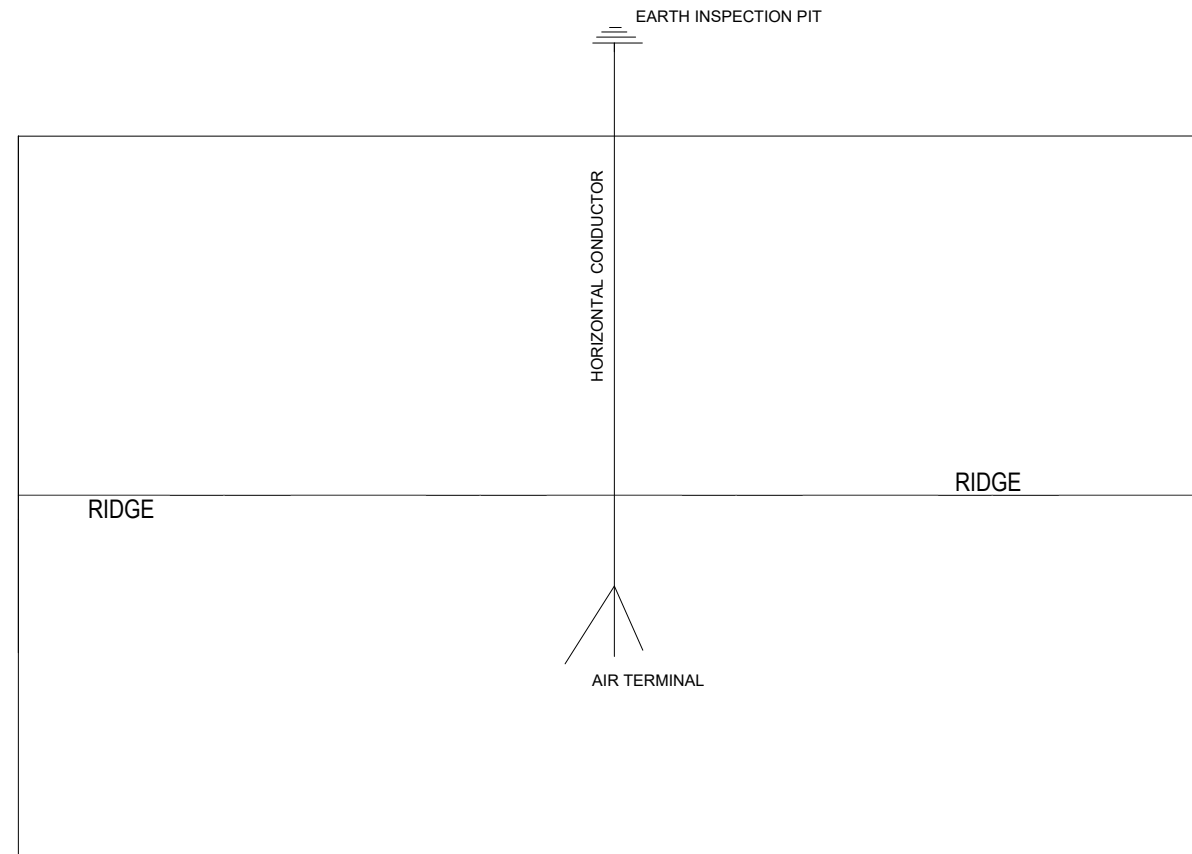 EARTH INSPECTION PIT
HORIZONTAL CONDUCTOR
RIDGE
RIDGE
AIR TERMINAL